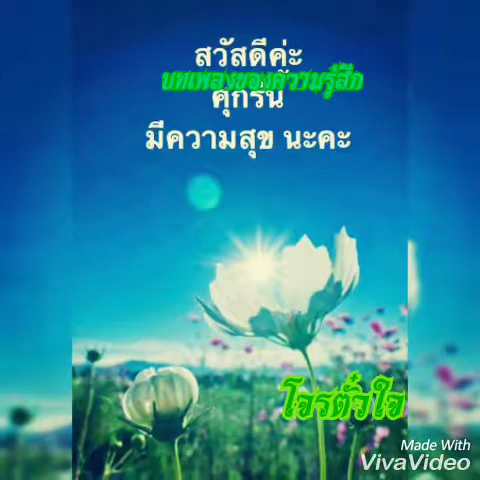 สวัสดีค่ะ
บทเพลงของความรู้สึก
ศุกร์นี้
มีความสุข นะคะ
โจรตั๋วใจ
Made With
VivaVideo